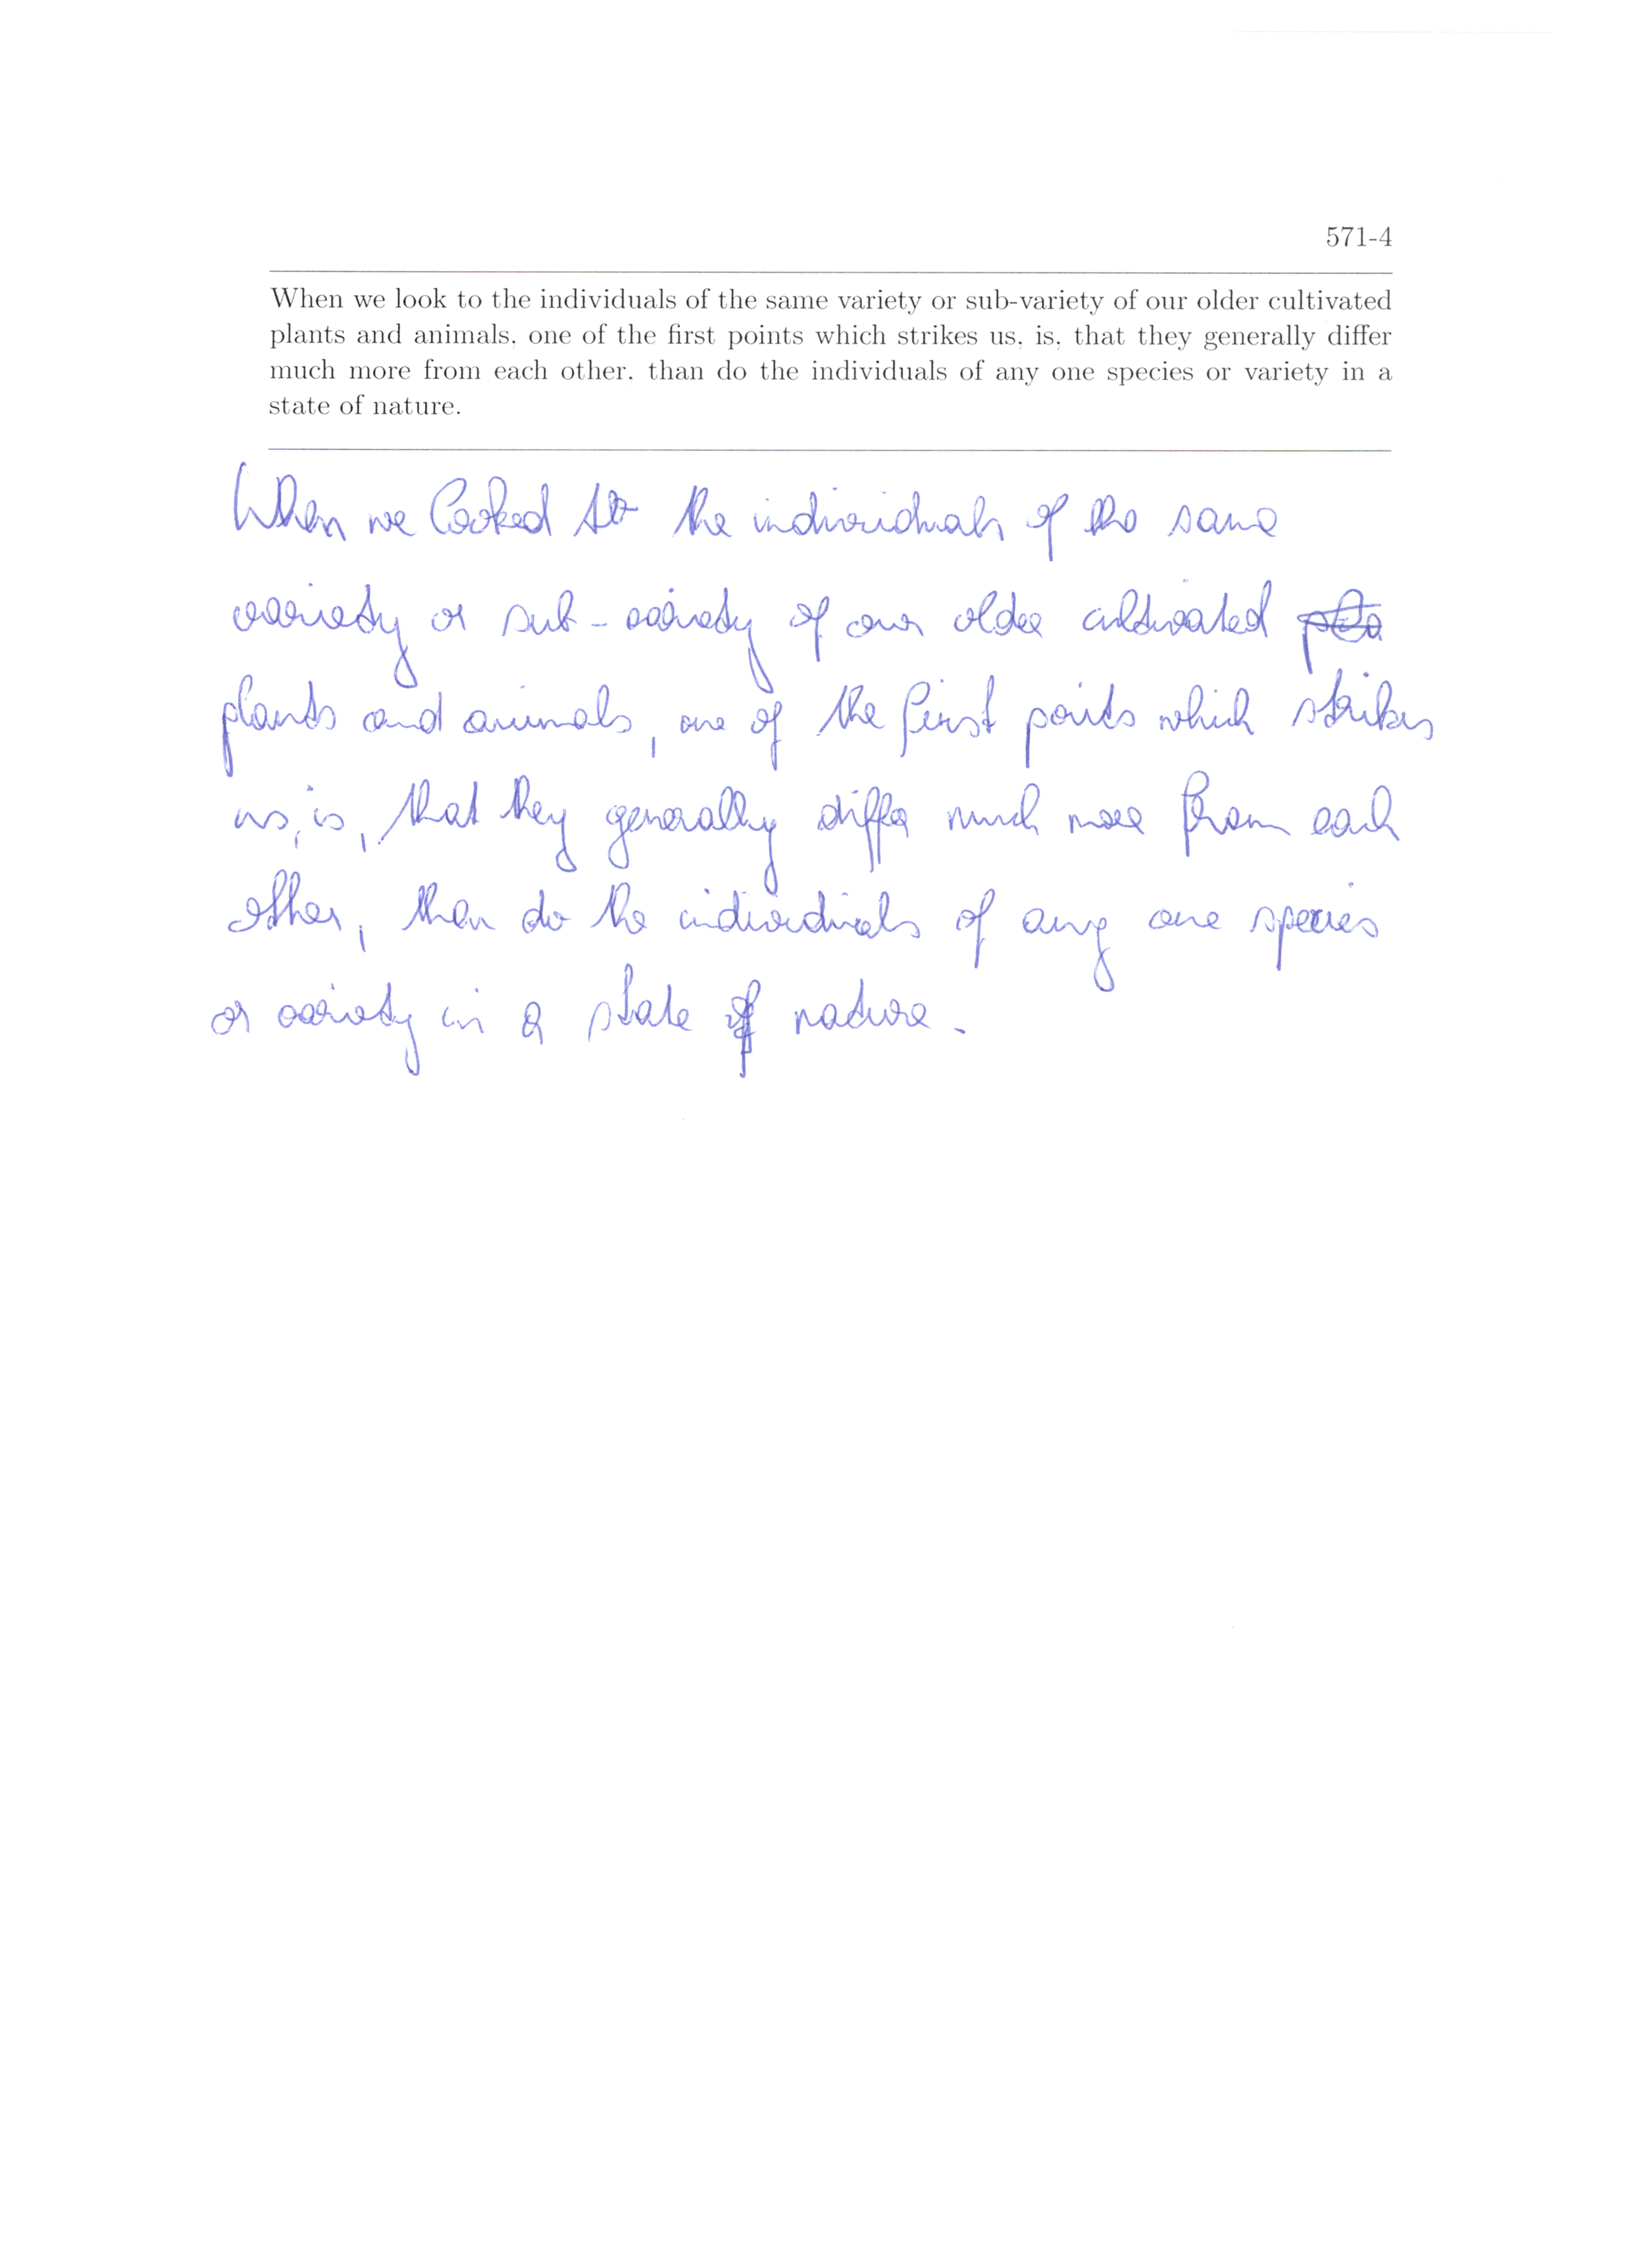 571-4
When we look to the individuals of the same variety or sub-variety of our older cultivated
plants and animals, one of the first points which strikes us, is, that they generally differ
much more from each other, than do the individuals of any one species or variety in a
state of nature.
When we looked to the individuals of the same
variety or sub-variety of our older cultivated
plants and animals, one of the first points which strikes
us, is, that they generally differ much more from each
other, than do the individuals of any one species
or variety in a state of nature.